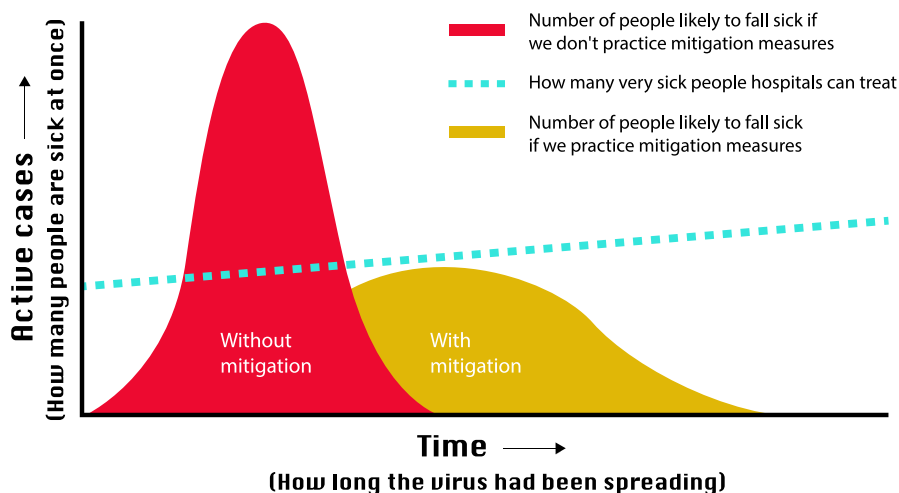 Number of people likely to fall sick if
we don't practice mitigation measures
How many very sick people hospitals can treat
Number of people likely to fall sick
if we practice mitigation measures
Active cases
(How many people are sick at once)
Without
mitigation
With
mitigation
Time
(How long the virus had been spreading)